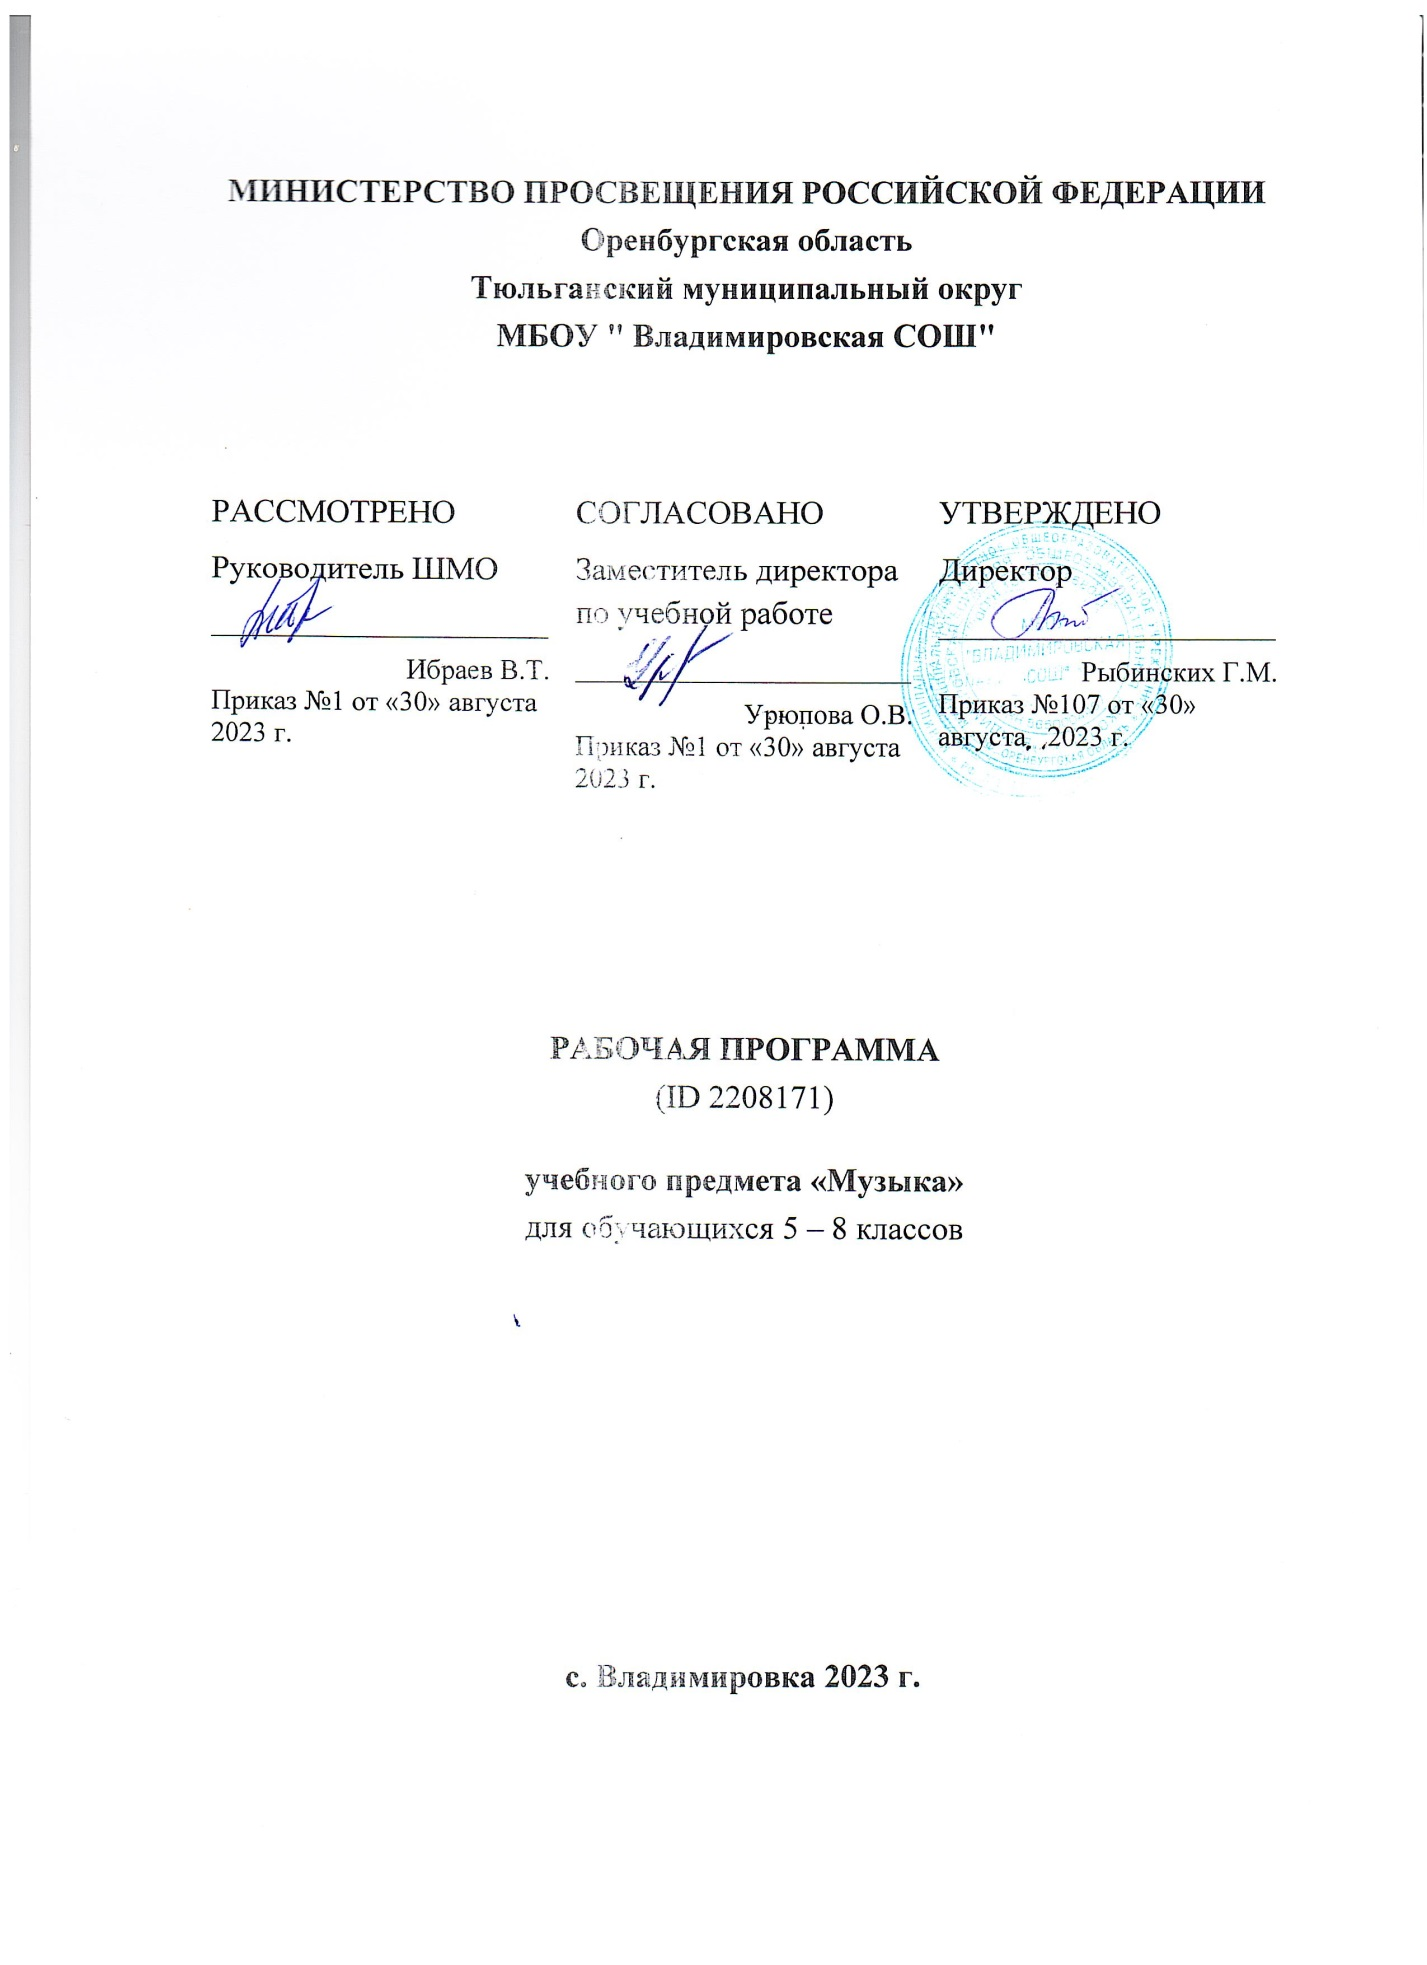 МИНИСТЕРСТВО ПРОСВЕЩЕНИЯ РОССИЙСКОЙ ФЕДЕРАЦИИ
Оренбургская область
Тюльганский муниципальный округ
МБОУ " Владимировская СОШ"
РАССМОТРЕНО
Руководитель ШМО
Ибраев В.Т.
Приказ №1 от «30» августа
2023 г.
СОГЛАСОВАНО
Заместитель директора
по учебной работе
Урюпова О.В.
Приказ №1 от «30» августа
2023 г.
УТВЕРЖДЕНО
Директор
"ВЛАДИМИРОВСКАЯ
СОШ"
Рыбинских Г.М.
Приказ №107 от «30»
августа 2023 г.
РАБОЧАЯ ПРОГРАММА
(ID 2208171)
учебного предмета «Музыка»
для обучающихся 5 – 8 классов
с. Владимировка 2023 г.